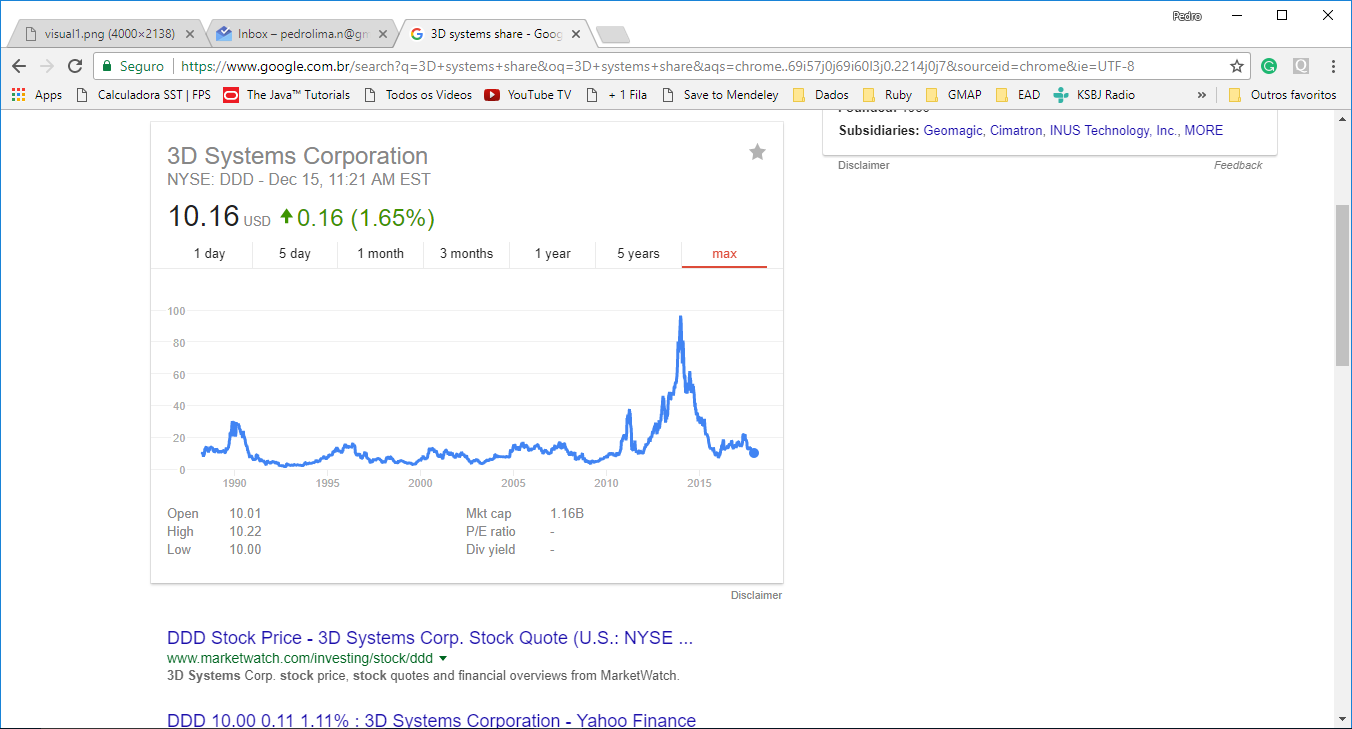 Pedro
visual1.png (4000×2138)
Inbox – pedrolima.n@gm
3D systems share - Goog
Seguro
https://www.google.com.br/search?q=3D+systems+share&oq=3D+systems+share&aqs=chrome..69i57j0j69i60l3j0.2214j0j7&sourceid=chrome&ie=UTF-8
Apps Calculadora SST | FPS The Java™ Tutorials Todos os Videos YouTube TV + 1 Fila Save to Mendeley Dados Ruby GMAP EAD KSBJ Radio » Outros favoritos
Subsidiaries: Geomagic, Cimatron, INUS Technology, Inc., MORE
Disclaimer Feedback
3D Systems Corporation
NYSE: DDD - Dec 15, 11:21 AM EST
10.16 USD 0.16 (1.65%)
1 day 5 day 1 month 3 months 1 year 5 years max
100
80
60
40
20
0
1990 1995 2000 2005 2010 2015
Open 10.01 Mkt cap 1.16B
High 10.22 P/E ratio -
Low 10.00 Div yield -
Disclaimer
DDD Stock Price - 3D Systems Corp. Stock Quote (U.S.: NYSE ...
www.marketwatch.com/investing/stock/ddd
3D Systems Corp. stock price, stock quotes and financial overviews from MarketWatch.
DDD 10.00 0.11 1.11% : 3D Systems Corporation - Yahoo Finance